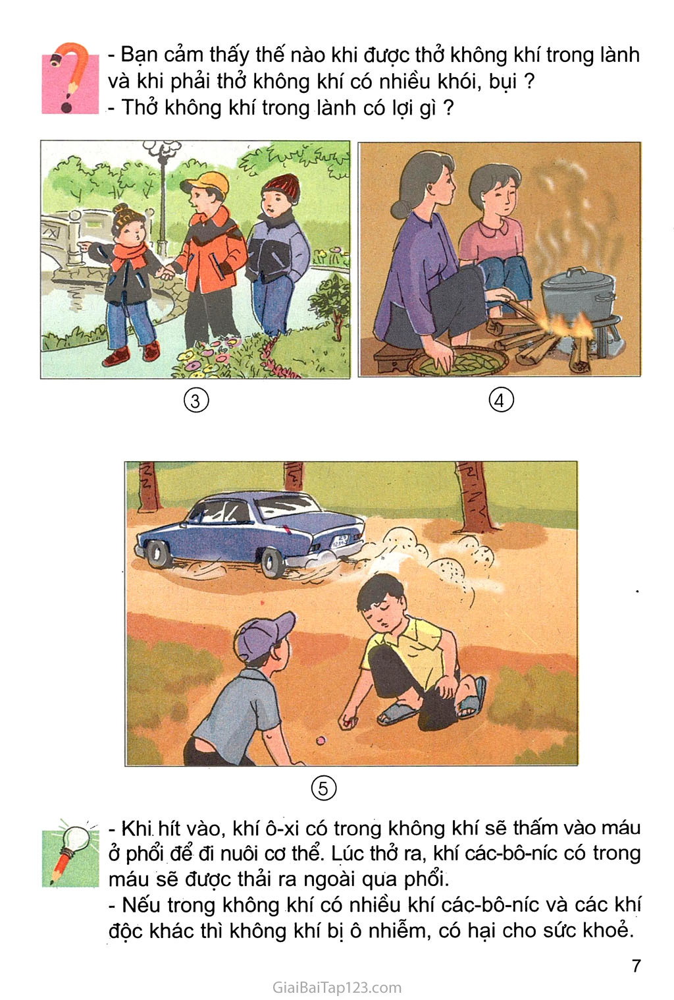 - Bạn cảm thấy thế nào khi được thở không khí trong lành
và khi phải thở không khí có nhiều khói, bụi ?
- Thở không khí trong lành có lợi gì ?
3
4
5
- Khi hít vào, khí ô-xi có trong không khí sẽ thấm vào máu
ở phổi để đi nuôi cơ thể. Lúc thở ra, khí các-bô-níc có trong
máu sẽ được thải ra ngoài qua phổi.
- Nếu trong không khí có nhiều khí các-bô-níc và các khí
độc khác thì không khí bị ô nhiễm, có hại cho sức khoẻ.
7
GiaiBaiTap123.com